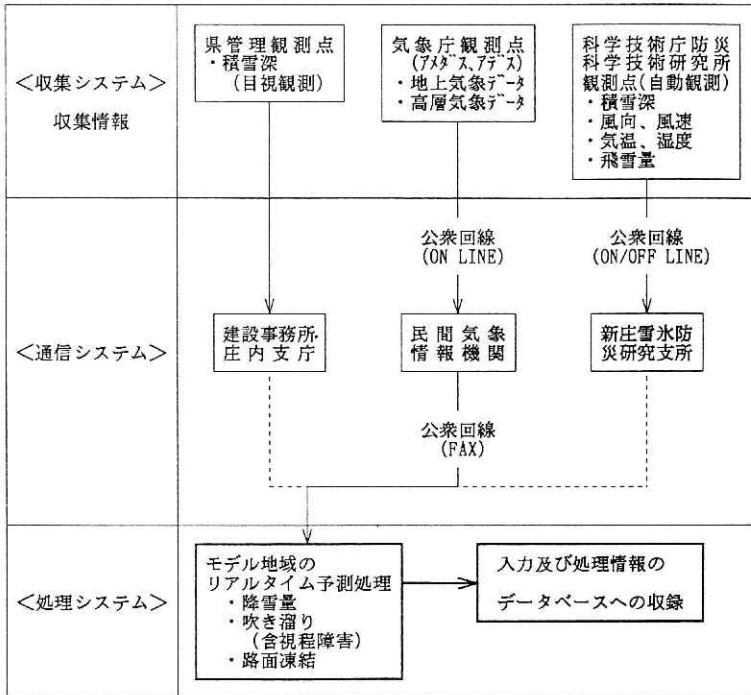 ＜収集システム＞
収集情報
県管理観測点
・積雪深
(目視観測)
気象庁観測点
(アメダス、アデス)
・地上気象データ
・高層気象データ
科学技術庁防災
科学技術研究所
観測点(自動観測)
・積雪深
・風向、風速
・気温、湿度
・飛雪量
＜通信システム＞
公衆回線
(ON LINE)
公衆回線
(ON/OFF LINE)
建設事務所・
庄内支庁
民間気象
情報機関
新庄雪氷防
災研究支所
公衆回線
(FAX)
＜処理システム＞
モデル地域の
リアルタイム予測処理
・降雪量
・吹き溜り
(含視程障害)
・路面凍結
入力及び処理情報の
データベースへの収録